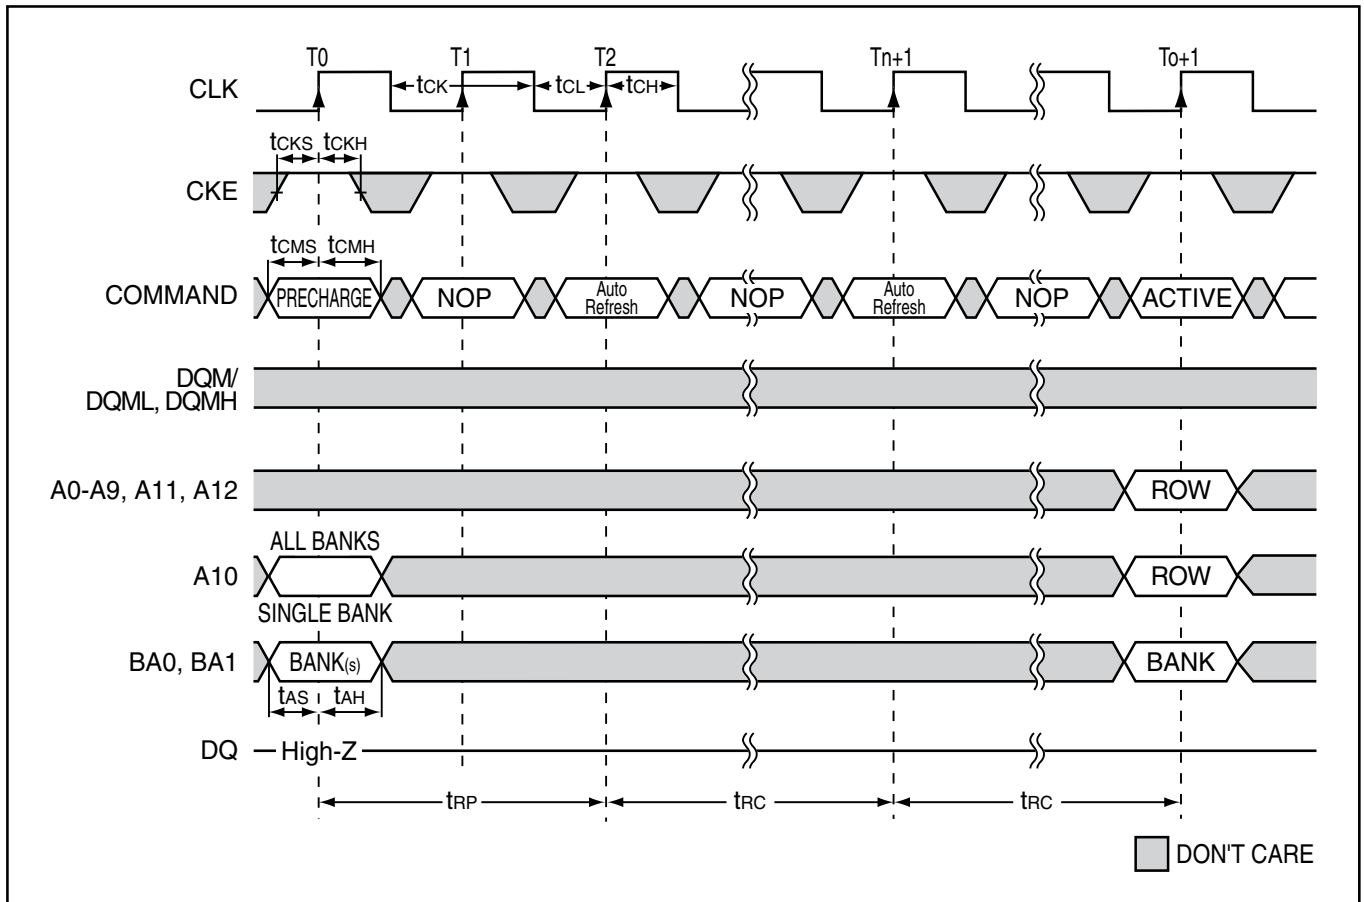 T0 T1 T2 Tn+1 To+1
CLK tCK tCL tCH
tCKS tCKH
CKE
tCMS tCMH
COMMAND PRECHARGE NOP Auto Refresh NOP Auto Refresh NOP ACTIVE
DQM/
DQML, DQMH
A0-A9, A11, A12 ROW
ALL BANKS
A10 ROW
SINGLE BANK
BA0, BA1 BANK(s) BANK
tAS tAH
DQ High-Z
tRP tRC tRC
DON'T CARE